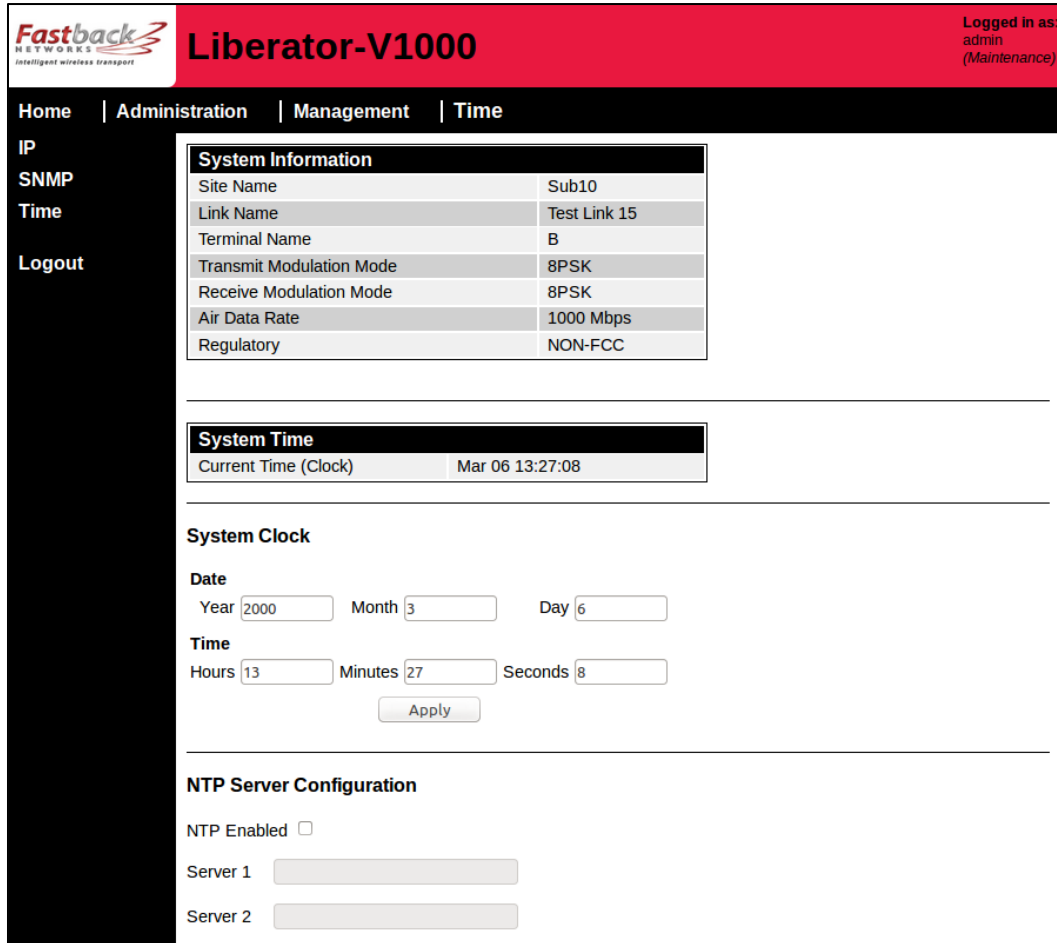 Fastback
NETWORKS
intelligent wireless transport
Liberator-V1000
Logged in as:
admin
(Maintenance)
Home | Administration | Management | Time
IP
SNMP
Time
Logout
System Information
Site Name Sub10
Link Name Test Link 15
Terminal Name B
Transmit Modulation Mode 8PSK
Receive Modulation Mode 8PSK
Air Data Rate 1000 Mbps
Regulatory NON-FCC
System Time
Current Time (Clock) Mar 06 13:27:08
System Clock
Date
Year 2000 Month 3 Day 6
Time
Hours 13 Minutes 27 Seconds 8
Apply
NTP Server Configuration
NTP Enabled
Server 1
Server 2